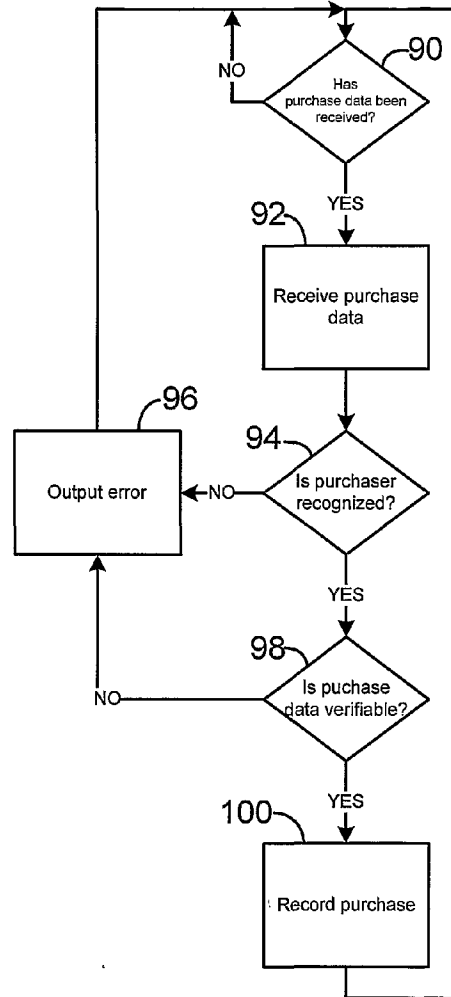 90
NO
Has
purchase data been
received?
YES
92
Receive purchase
data
96
Output error
94
NO
Is purchaser
recognized?
YES
98
NO
Is puchase
data verifiable?
YES
100
Record purchase